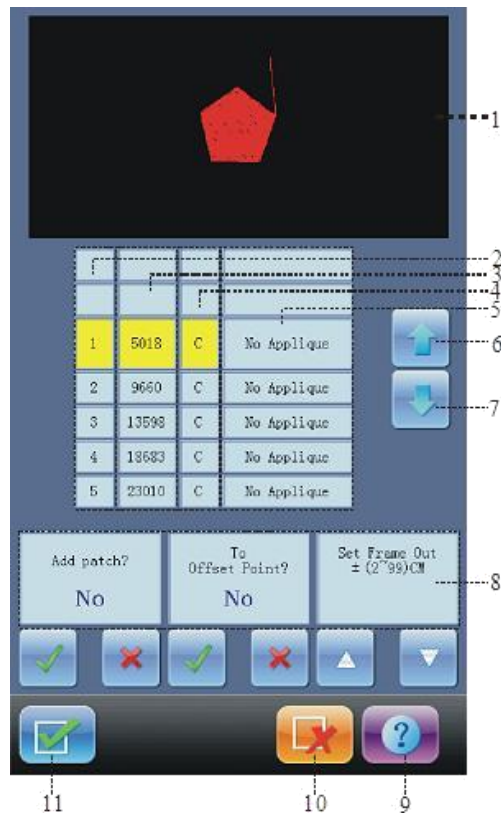 1
2
3
4
5
1 5018 C No Applique
6
2 9660 C No Applique
7
3 13598 C No Applique
4 18683 C No Applique
5 23010 C No Applique
Add patch?
No
To
Offset Point?
No
Set Frame Out
±(2~99)CM
8
?
11
10
9